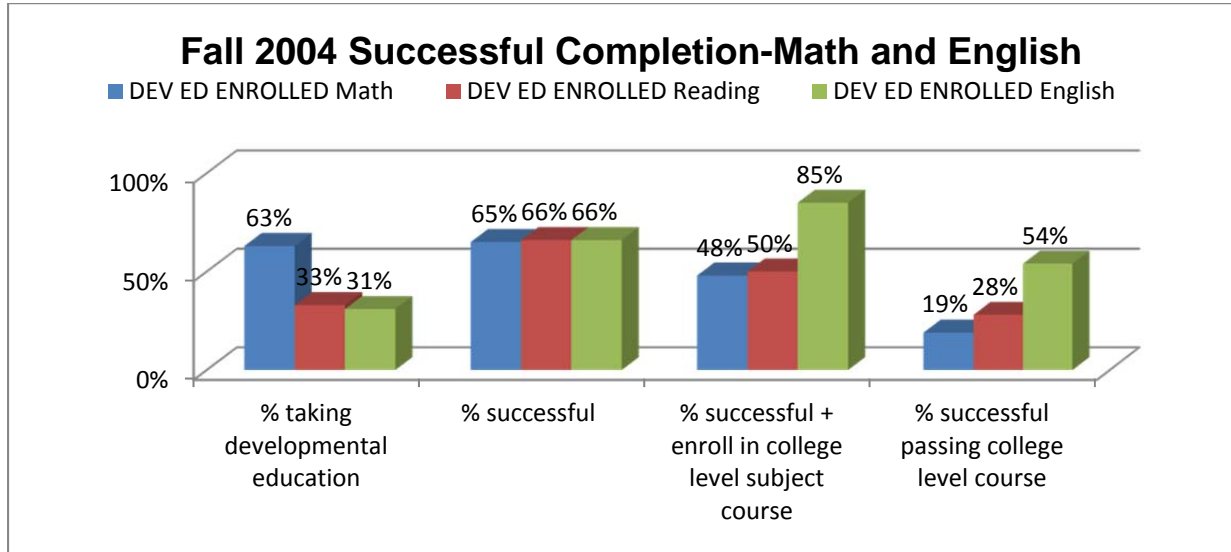 Fall 2004 Successful Completion-Math and English
DEV ED ENROLLED Math DEV ED ENROLLED Reading DEV ED ENROLLED English
100%
50%
0%
63%
33%
31%
65%
66%
66%
48%
50%
85%
19%
28%
54%
% taking
developmental
education
% successful
% successful +
enroll in college
level subject
course
% successful
passing college
level course